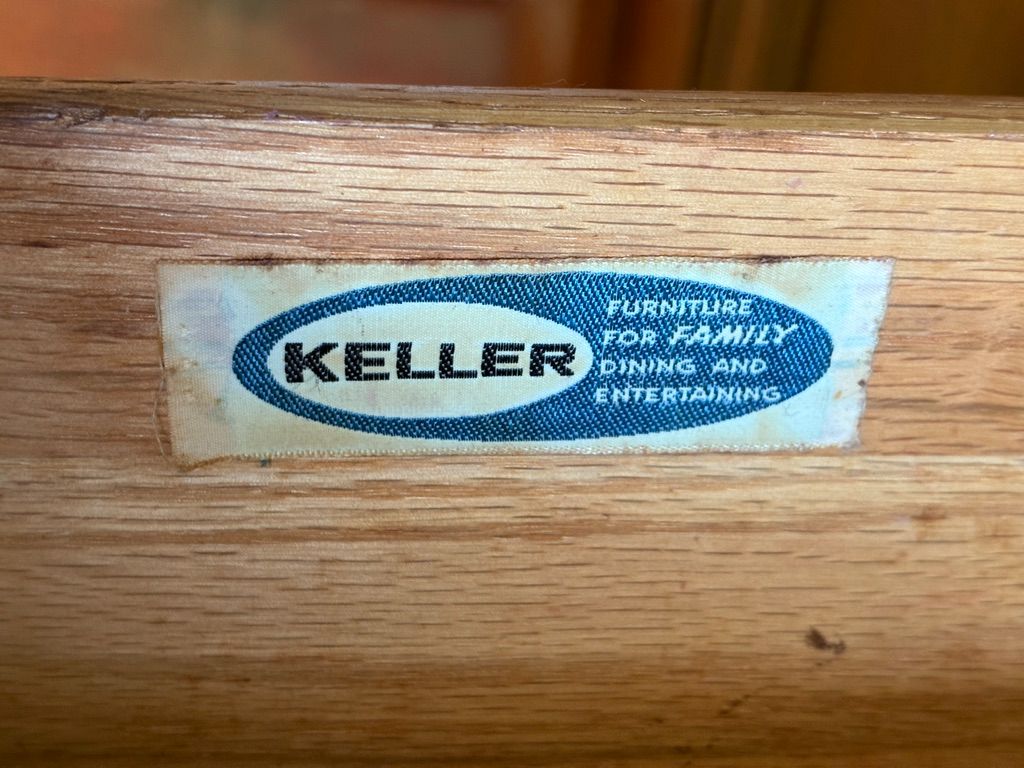 KELLER
FURNITURE
FOR FAMILY
DINING AND
ENTERTAINING